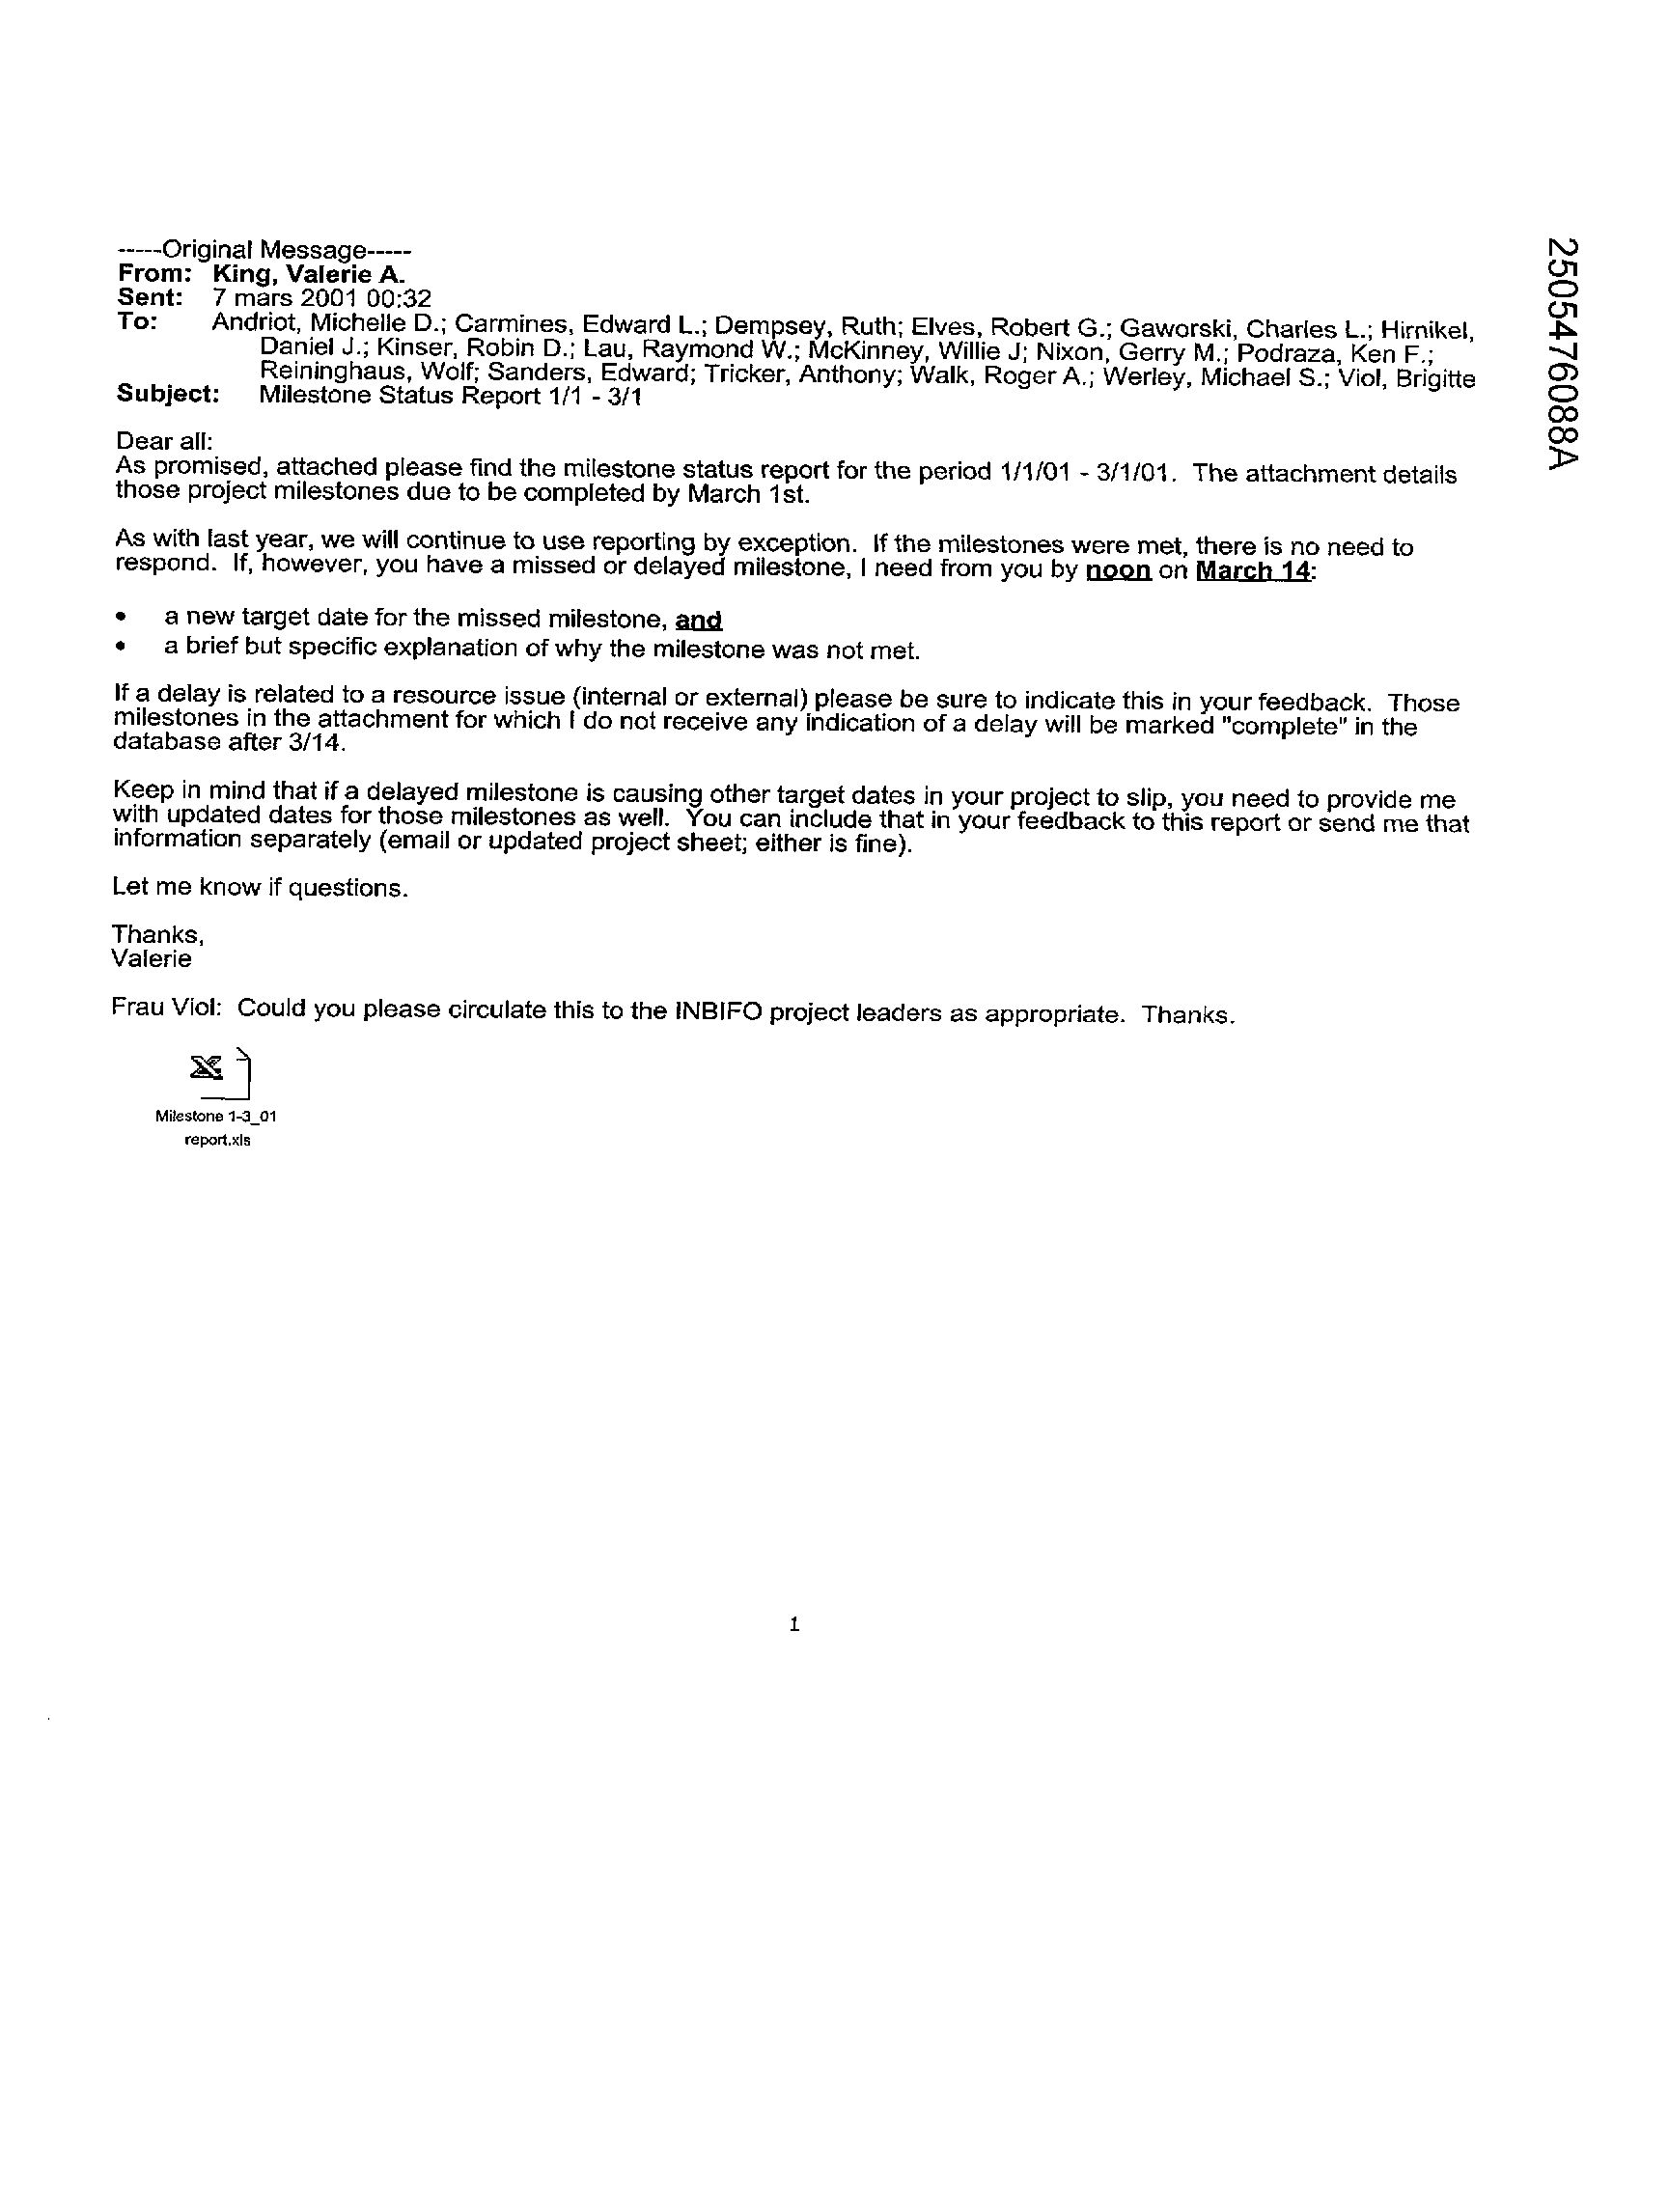 -----Original Message-----
From: King, Valerie A.
Sent: 7 mars 2001 00:32
To: Andriot, Michelle D.; Carmines, Edward L.; Dempsey, Ruth; Elves, Robert G.; Gaworski, Charles L.; Hirnikel,
Daniel J.; Kinser, Robin D.; Lau, Raymond W.; McKinney, Willie J; Nixon, Gerry M.; Podraza, Ken F.;
Reininghaus, Wolf; Sanders, Edward; Tricker, Anthony; Walk, Roger A.; Werley, Michael S.; Viol, Brigitte
Subject: Milestone Status Report 1/1 - 3/1
Dear all:
As promised, attached please find the milestone status report for the period 1/1/01 - 3/1/01. The attachment details
those project milestones due to be completed by March 1st.
As with last year, we will continue to use reporting by exception. If the milestones were met, there is no need to
respond. If, however, you have a missed or delayed milestone, I need from you by noon on March 14:
• a new target date for the missed milestone, and
• a brief but specific explanation of why the milestone was not met.
If a delay is related to a resource issue (internal or external) please be sure to indicate this in your feedback. Those
milestones in the attachment for which I do not receive any indication of a delay will be marked "complete" in the
database after 3/14.
Keep in mind that if a delayed milestone is causing other target dates in your project to slip, you need to provide me
with updated dates for those milestones as well. You can include that in your feedback to this report or send me that
information separately (email or updated project sheet; either is fine).
Let me know if questions.
Thanks,
Valerie
Frau Viol: Could you please circulate this to the INBIFO project leaders as appropriate. Thanks.
Milestone 1-3_01
report.xls
1
2505476088A